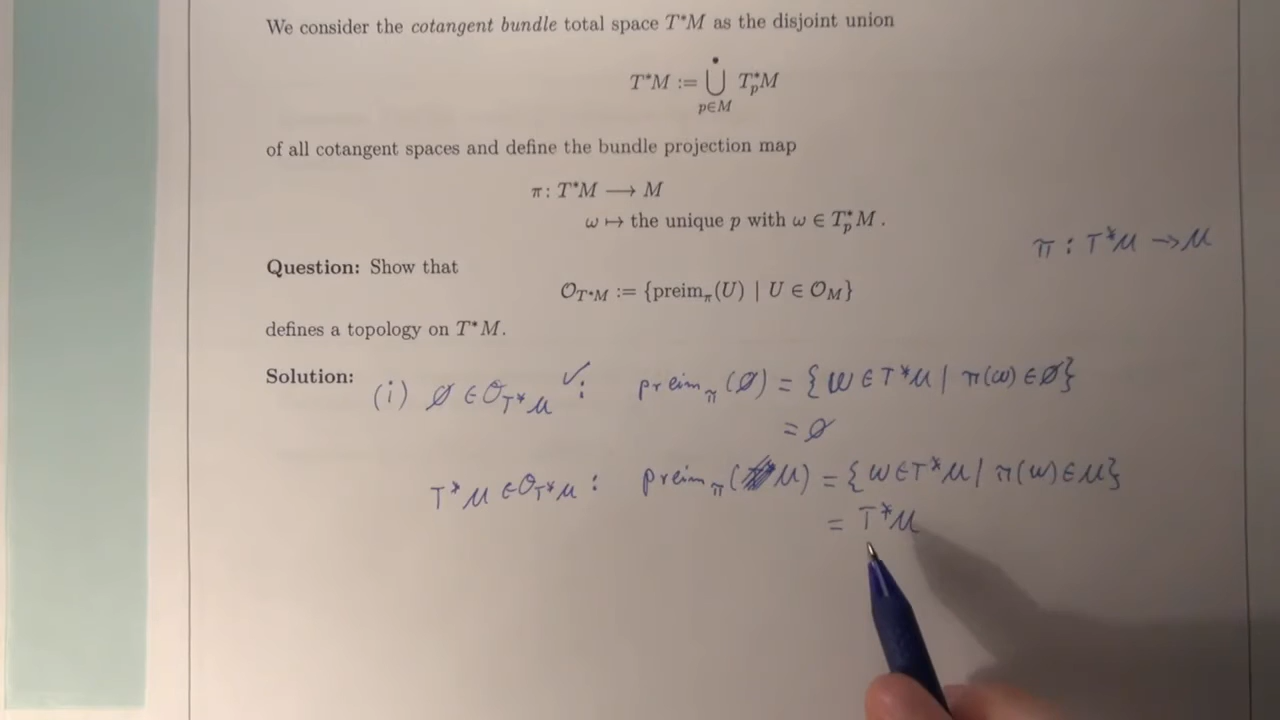 We consider the cotangent bundle total space T*M as the disjoint union
T*M := ⋃̇ T*ₚM
p∈M
of all cotangent spaces and define the bundle projection map
π: T*M ⟶ M
ω ↦ the unique p with ω ∈ T*ₚM .
π : T*M → M
Question: Show that
𝒪_{T*M} := {preim_π(U) | U ∈ 𝒪_M}
defines a topology on T*M.
Solution: (i) ∅ ∈ 𝒪_{T*M} ✓: preim_π(∅) = {ω ∈ T*M | π(ω) ∈ ∅}
= ∅
T*M ∈ 𝒪_{T*M} : preim_π(M) = {ω ∈ T*M | π(ω) ∈ M}
= T*M